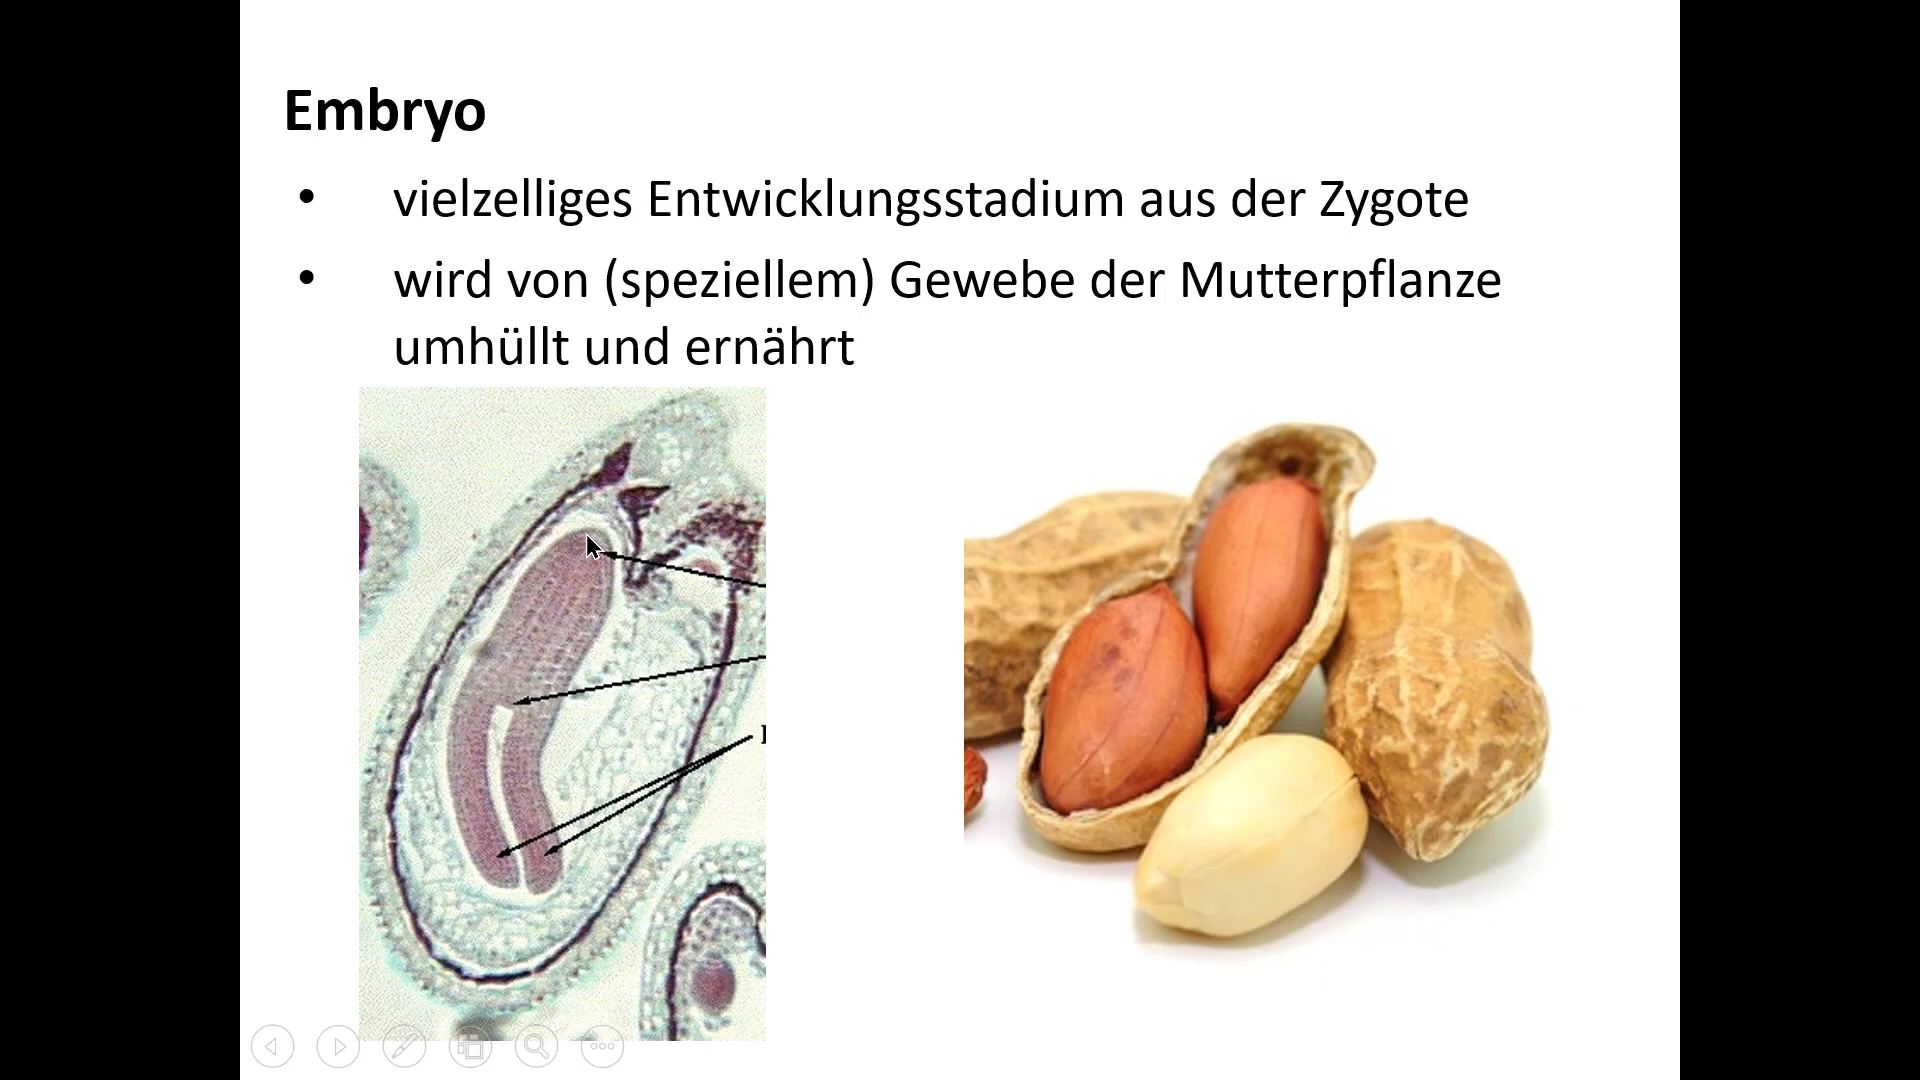 Embryo
• vielzelliges Entwicklungsstadium aus der Zygote
• wird von (speziellem) Gewebe der Mutterpflanze
umhüllt und ernährt